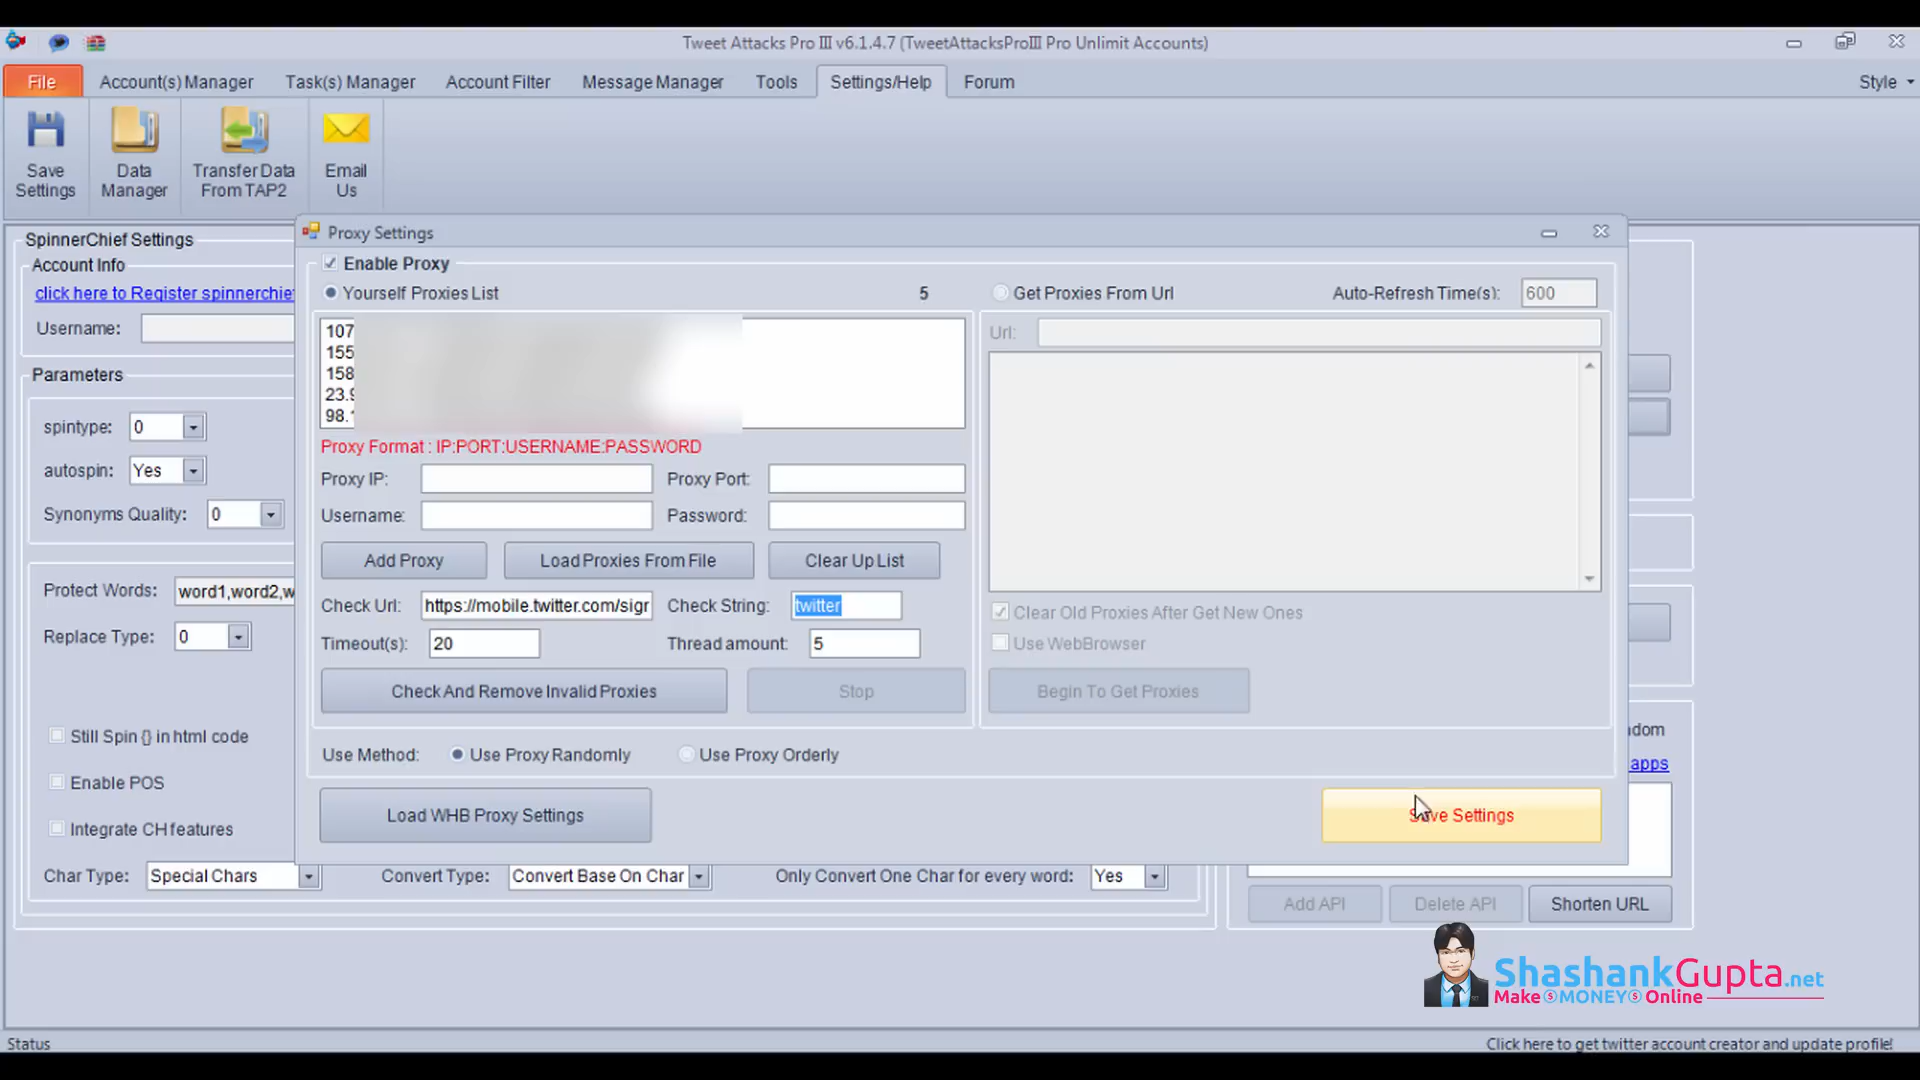 Tweet Attacks Pro III v6.1.4.7 (TweetAttacksProIII Pro Unlimit Accounts)
File Account(s) Manager Task(s) Manager Account Filter Message Manager Tools Settings/Help Forum Style
Save Settings
Data Manager
Transfer Data From TAP2
Email Us
SpinnerChief Settings
Account Info
click here to Register spinnerchie
Username:
Parameters
spintype: 0
autospin: Yes
Synonyms Quality: 0
Protect Words: word1,word2,w
Replace Type: 0
Still Spin {} in html code
Enable POS
Integrate CH features
Char Type: Special Chars Convert Type: Convert Base On Char Only Convert One Char for every word: Yes
Proxy Settings
Enable Proxy
Yourself Proxies List 5
107
155
158
23.9
98.
Proxy Format : IP:PORT:USERNAME:PASSWORD
Proxy IP: Proxy Port:
Username: Password:
Add Proxy Load Proxies From File Clear Up List
Check Url: https://mobile.twitter.com/sigr Check String: twitter
Timeout(s): 20 Thread amount: 5
Check And Remove Invalid Proxies Stop
Get Proxies From Url Auto-Refresh Time(s): 600
Url:
Clear Old Proxies After Get New Ones
Use WebBrowser
Begin To Get Proxies
Use Method: Use Proxy Randomly Use Proxy Orderly
Load WHB Proxy Settings Save Settings
dom
apps
Add API Delete API Shorten URL
ShashankGupta.net
Make $MONEY$ Online
Status Click here to get twitter account creator and update profile!